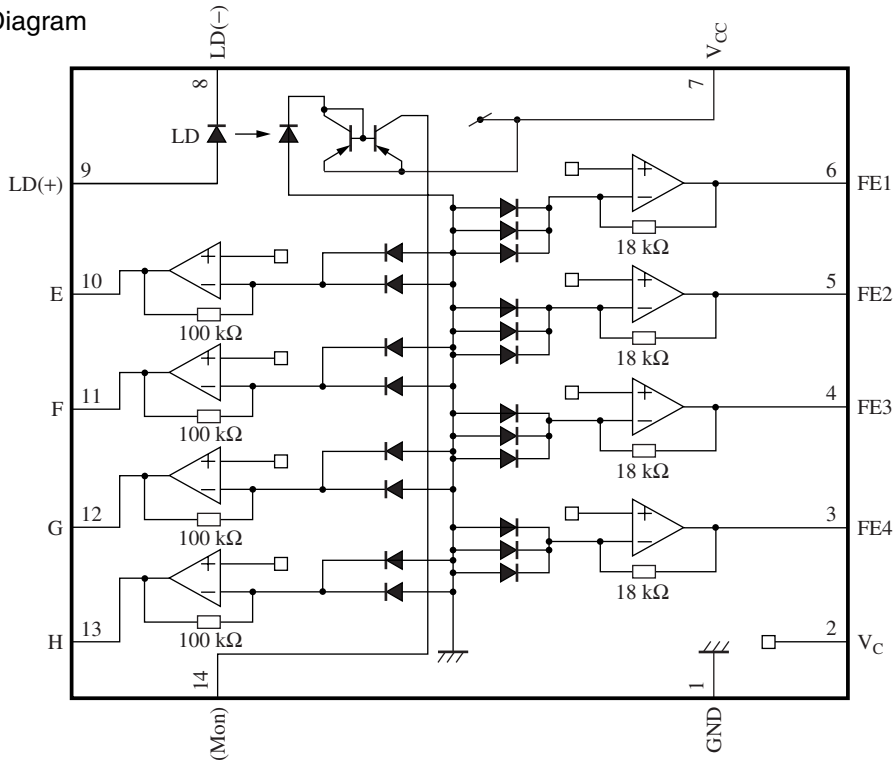 Diagram
LD(−)
VCC
8
7
LD
9
LD(+)
+
−
18 kΩ
6
FE1
10
E
+
−
100 kΩ
+
−
18 kΩ
5
FE2
11
F
+
−
100 kΩ
+
−
18 kΩ
4
FE3
12
G
+
−
100 kΩ
+
−
18 kΩ
3
FE4
13
H
+
−
100 kΩ
2
VC
14
1
(Mon)
GND